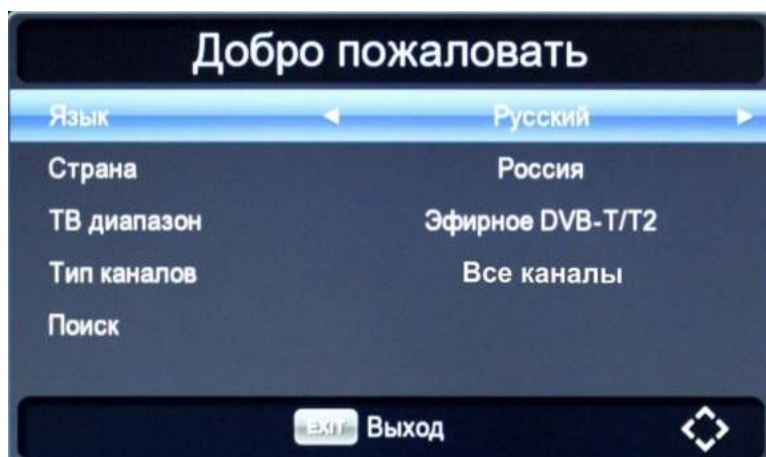 Добро пожаловать
Язык Русский
Страна Россия
ТВ диапазон Эфирное DVB-T/T2
Тип каналов Все каналы
Поиск
EXIT Выход